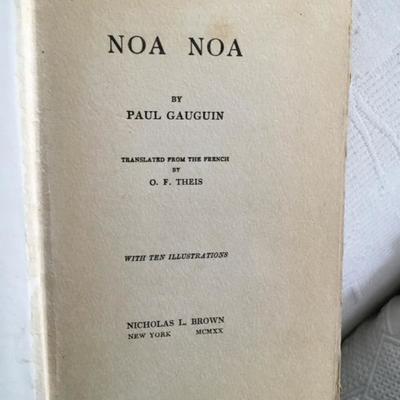 NOA NOA
BY
PAUL GAUGUIN
TRANSLATED FROM THE FRENCH
BY
O. F. THEIS
WITH TEN ILLUSTRATIONS
NICHOLAS L. BROWN
NEW YORK MCMXX